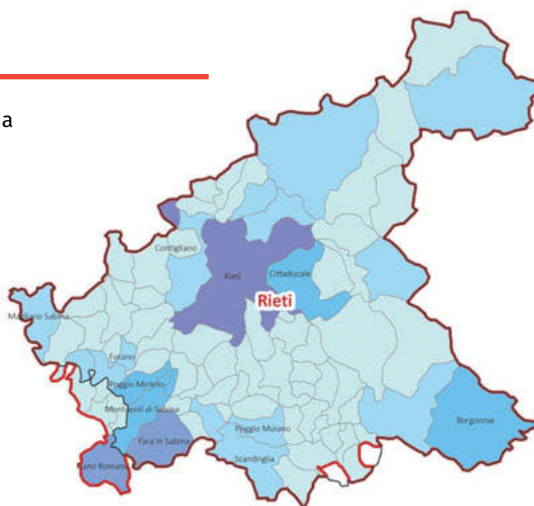 a
Contigliano
Rieti
Cittaducale
Rieti
Magliano Sabina
Forano
Poggio Mirteto
Montopoli di Sabina
Poggio Moiano
Borgorose
Fara in Sabina
Scandriglia
Fiano Romano